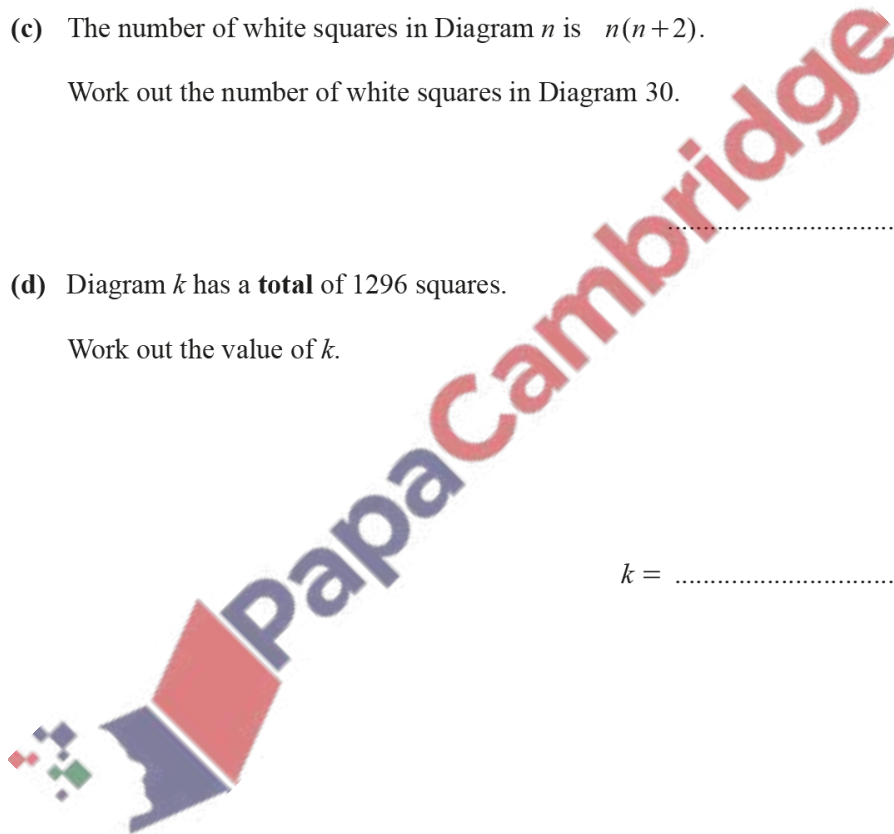 (c) The number of white squares in Diagram n is n(n+2).
Work out the number of white squares in Diagram 30.
..............................
(d) Diagram k has a total of 1296 squares.
Work out the value of k.
k = ..............................
PapaCambridge